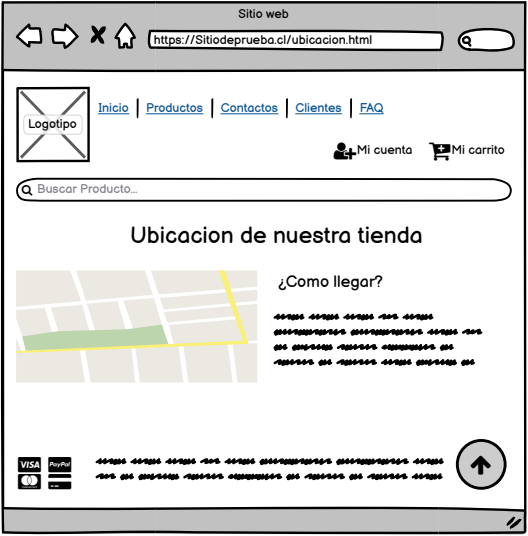 Sitio web
https://Sitiodeprueba.cl/ubicacion.html
Logotipo
Inicio Productos Contactos Clientes FAQ
Mi cuenta Mi carrito
Buscar Producto...
Ubicacion de nuestra tienda
¿Como llegar?
VISA PayPal